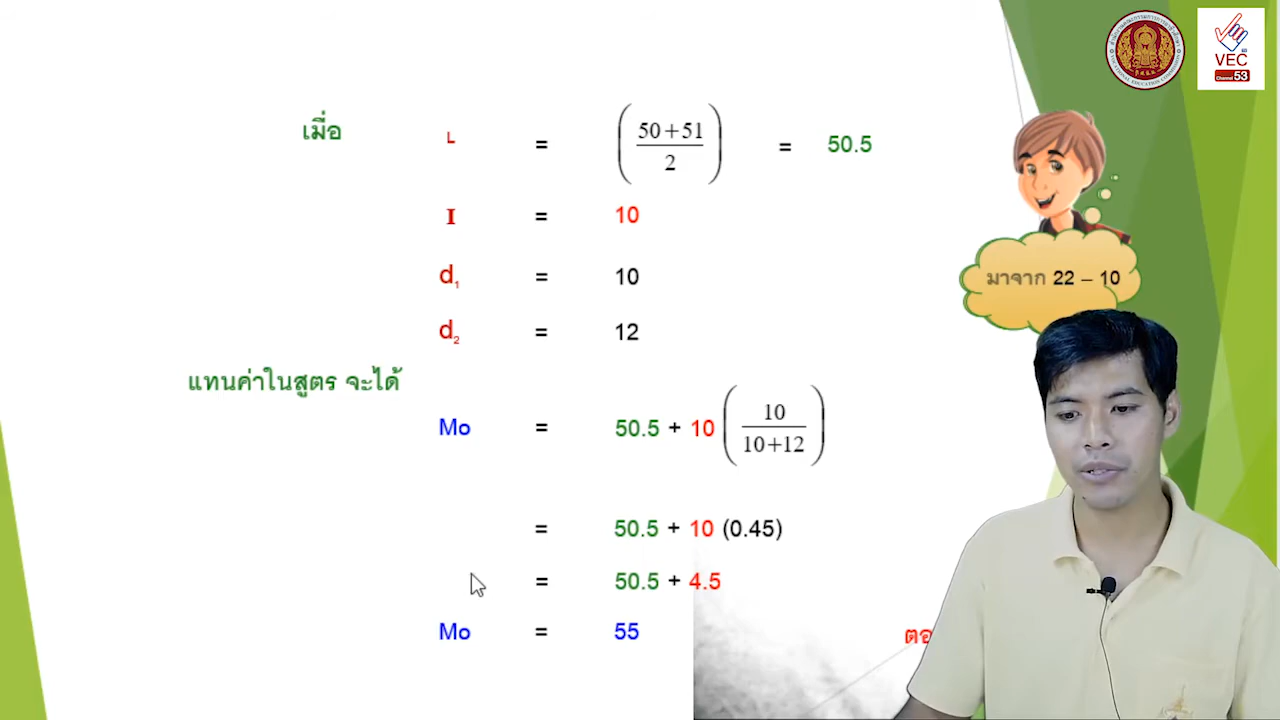 VEC
Channel 53
เมื่อ L = ( 50+51 / 2 ) = 50.5
I = 10
d₁ = 10
มาจาก 22 – 10
d₂ = 12
แทนค่าในสูตร จะได้
Mo = 50.5 + 10 ( 10 / 10+12 )
= 50.5 + 10 (0.45)
= 50.5 + 4.5
Mo = 55